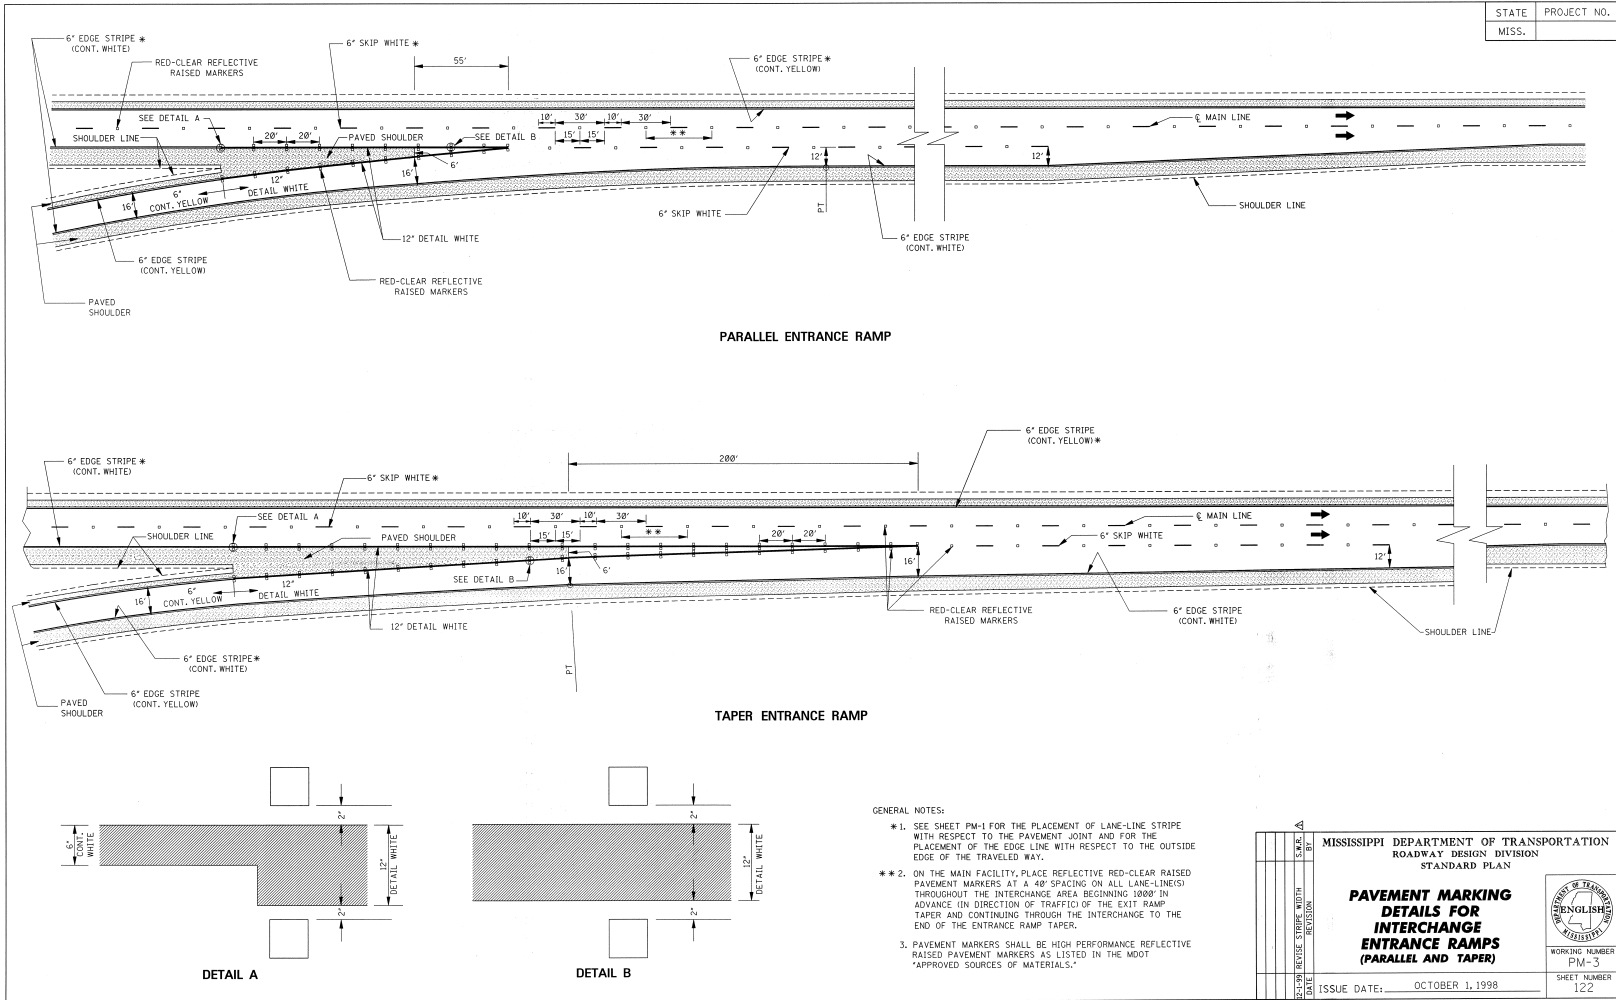 STATE PROJECT NO.
MISS.
6" EDGE STRIPE *
(CONT. WHITE)
RED-CLEAR REFLECTIVE
RAISED MARKERS
6" SKIP WHITE *
55'
6" EDGE STRIPE *
(CONT. YELLOW)
SEE DETAIL A
SHOULDER LINE
20' 20'
PAVED SHOULDER
SEE DETAIL B
10' 30' 10' 30'
15' 15'
* *
℄ MAIN LINE
12'
12'
6'
16'
12"
DETAIL WHITE
6"
CONT. YELLOW
16'
PT
6" SKIP WHITE
SHOULDER LINE
12" DETAIL WHITE
6" EDGE STRIPE
(CONT. WHITE)
6" EDGE STRIPE
(CONT. YELLOW)
RED-CLEAR REFLECTIVE
RAISED MARKERS
PAVED
SHOULDER
PARALLEL ENTRANCE RAMP
6" EDGE STRIPE
(CONT. YELLOW) *
6" EDGE STRIPE *
(CONT. WHITE)
200'
6" SKIP WHITE *
SEE DETAIL A
10' 30' 10' 30'
℄ MAIN LINE
SHOULDER LINE
PAVED SHOULDER
15' 15'
* *
20' 20'
6" SKIP WHITE
12'
SEE DETAIL B
16'
6'
16'
12"
DETAIL WHITE
6"
CONT. YELLOW
16'
12" DETAIL WHITE
RED-CLEAR REFLECTIVE
RAISED MARKERS
6" EDGE STRIPE
(CONT. WHITE)
SHOULDER LINE
6" EDGE STRIPE *
(CONT. WHITE)
PT
6" EDGE STRIPE
(CONT. YELLOW)
PAVED
SHOULDER
TAPER ENTRANCE RAMP
6"
CONT.
WHITE
2"
12"
DETAIL WHITE
2"
DETAIL A
2"
12"
DETAIL WHITE
2"
DETAIL B
GENERAL NOTES:
* 1. SEE SHEET PM-1 FOR THE PLACEMENT OF LANE-LINE STRIPE
WITH RESPECT TO THE PAVEMENT JOINT AND FOR THE
PLACEMENT OF THE EDGE LINE WITH RESPECT TO THE OUTSIDE
EDGE OF THE TRAVELED WAY.
* * 2. ON THE MAIN FACILITY, PLACE REFLECTIVE RED-CLEAR RAISED
PAVEMENT MARKERS AT A 40' SPACING ON ALL LANE-LINE(S)
THROUGHOUT THE INTERCHANGE AREA BEGINNING 1000' IN
ADVANCE (IN DIRECTION OF TRAFFIC) OF THE EXIT RAMP
TAPER AND CONTINUING THROUGH THE INTERCHANGE TO THE
END OF THE ENTRANCE RAMP TAPER.
3. PAVEMENT MARKERS SHALL BE HIGH PERFORMANCE REFLECTIVE
RAISED PAVEMENT MARKERS AS LISTED IN THE MDOT
"APPROVED SOURCES OF MATERIALS."
S.W.R. BY
REVISE STRIPE WIDTH REVISION
12-1-99 DATE
MISSISSIPPI DEPARTMENT OF TRANSPORTATION
ROADWAY DESIGN DIVISION
STANDARD PLAN
PAVEMENT MARKING
DETAILS FOR
INTERCHANGE
ENTRANCE RAMPS
(PARALLEL AND TAPER)
DEPARTMENT OF TRANSPORTATION
ENGLISH
MISSISSIPPI
WORKING NUMBER
PM-3
ISSUE DATE: OCTOBER 1, 1998
SHEET NUMBER
122